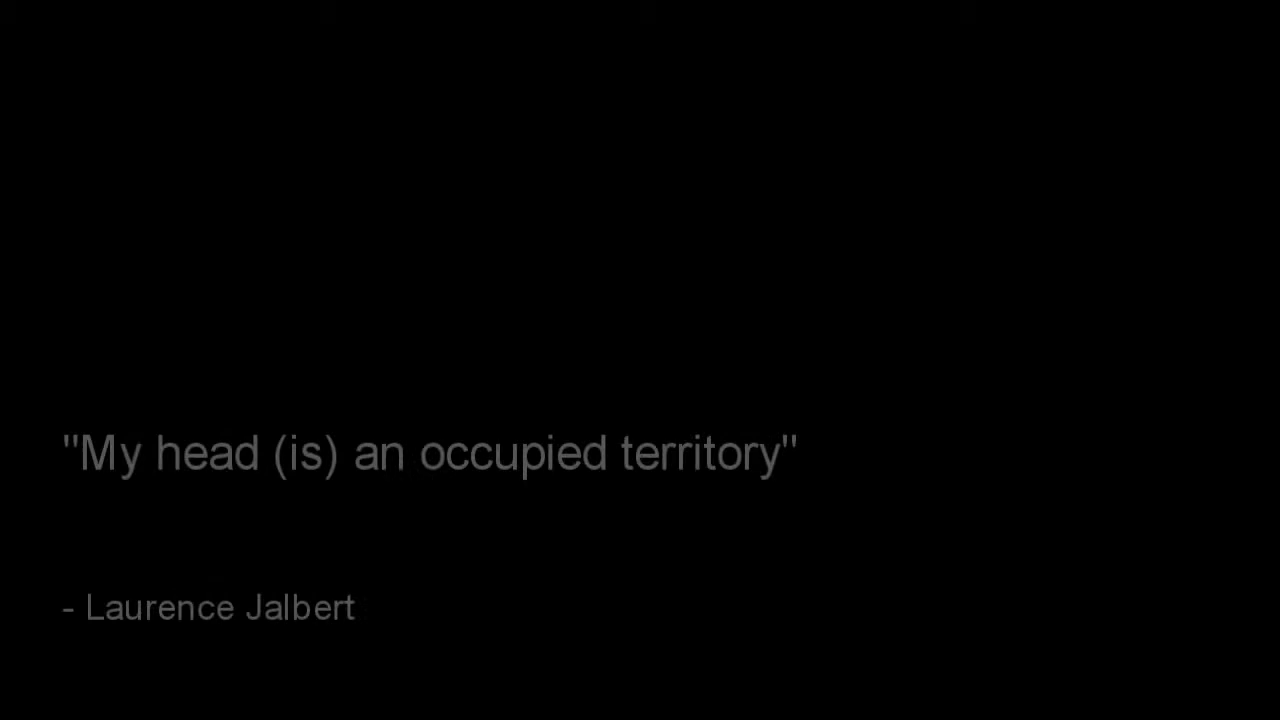 "My head (is) an occupied territory"
- Laurence Jalbert